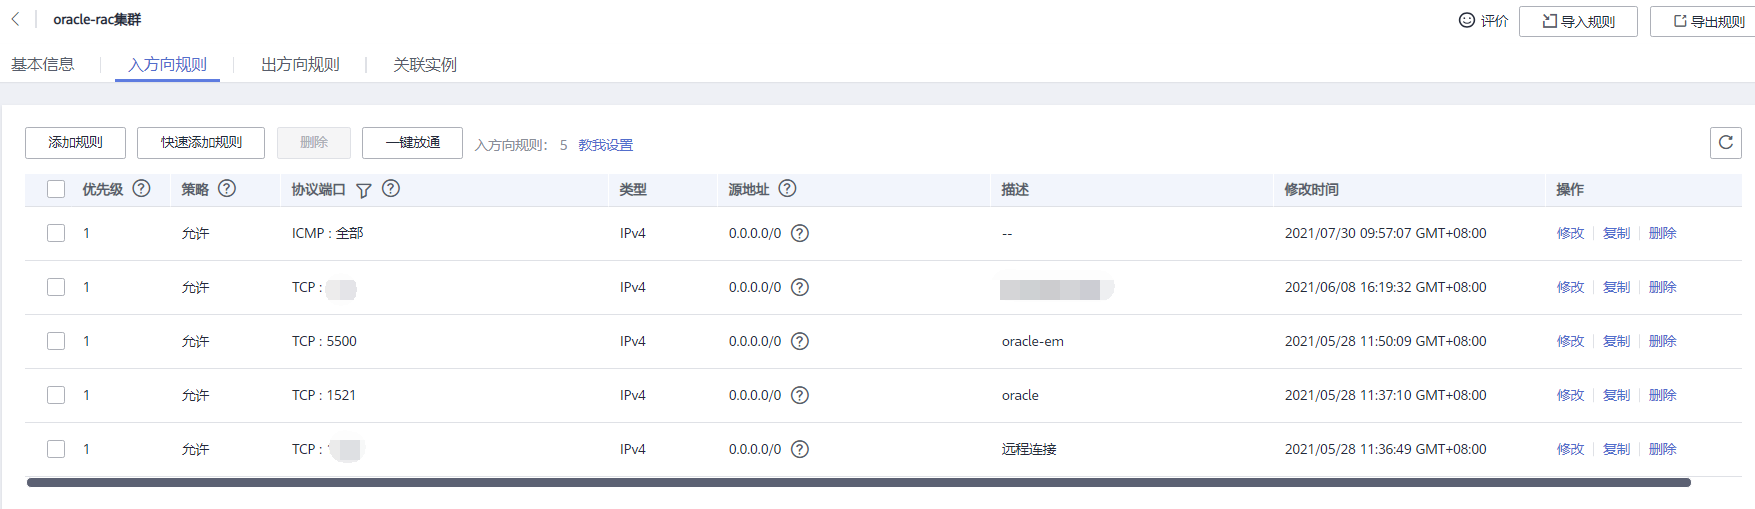 oracle-rac集群
评价 导入规则 导出规则
基本信息 入方向规则 出方向规则 关联实例
添加规则 快速添加规则 删除 一键放通 入方向规则: 5 教我设置
优先级 策略 协议端口 类型 源地址 描述 修改时间 操作
1 允许 ICMP : 全部 IPv4 0.0.0.0/0 -- 2021/07/30 09:57:07 GMT+08:00 修改 复制 删除
1 允许 TCP : IPv4 0.0.0.0/0 2021/06/08 16:19:32 GMT+08:00 修改 复制 删除
1 允许 TCP : 5500 IPv4 0.0.0.0/0 oracle-em 2021/05/28 11:50:09 GMT+08:00 修改 复制 删除
1 允许 TCP : 1521 IPv4 0.0.0.0/0 oracle 2021/05/28 11:37:10 GMT+08:00 修改 复制 删除
1 允许 TCP : IPv4 0.0.0.0/0 远程连接 2021/05/28 11:36:49 GMT+08:00 修改 复制 删除